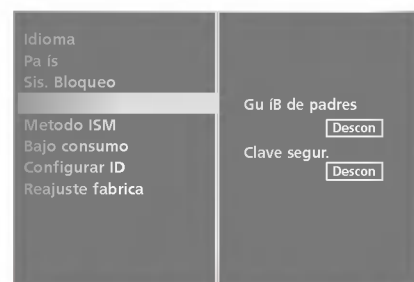 Idioma
Pa ís
Sis. Bloqueo
Metodo ISM
Bajo consumo
Configurar ID
Reajuste fabrica
Gu íB de padres
Descon
Clave segur.
Descon